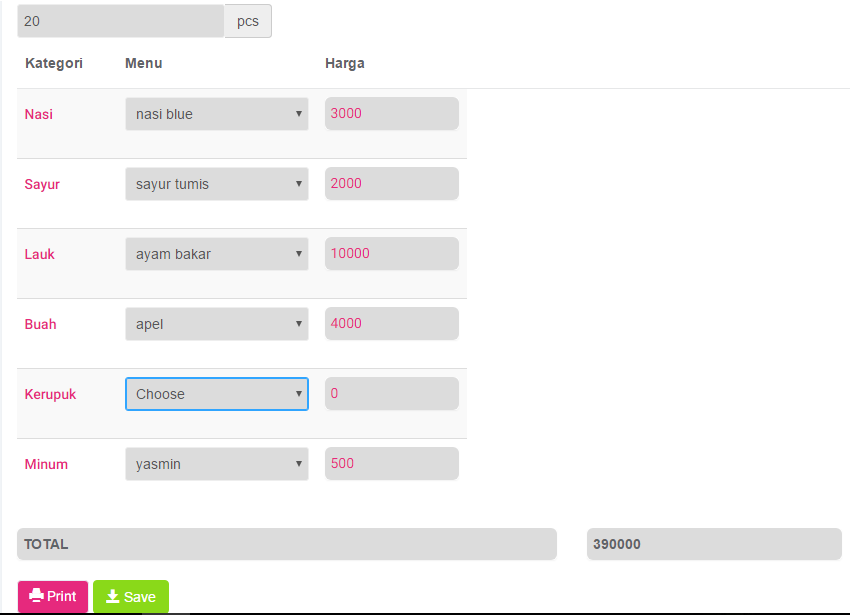 20 pcs
Kategori Menu Harga
Nasi nasi blue 3000
Sayur sayur tumis 2000
Lauk ayam bakar 10000
Buah apel 4000
Kerupuk Choose 0
Minum yasmin 500
TOTAL 390000
Print Save